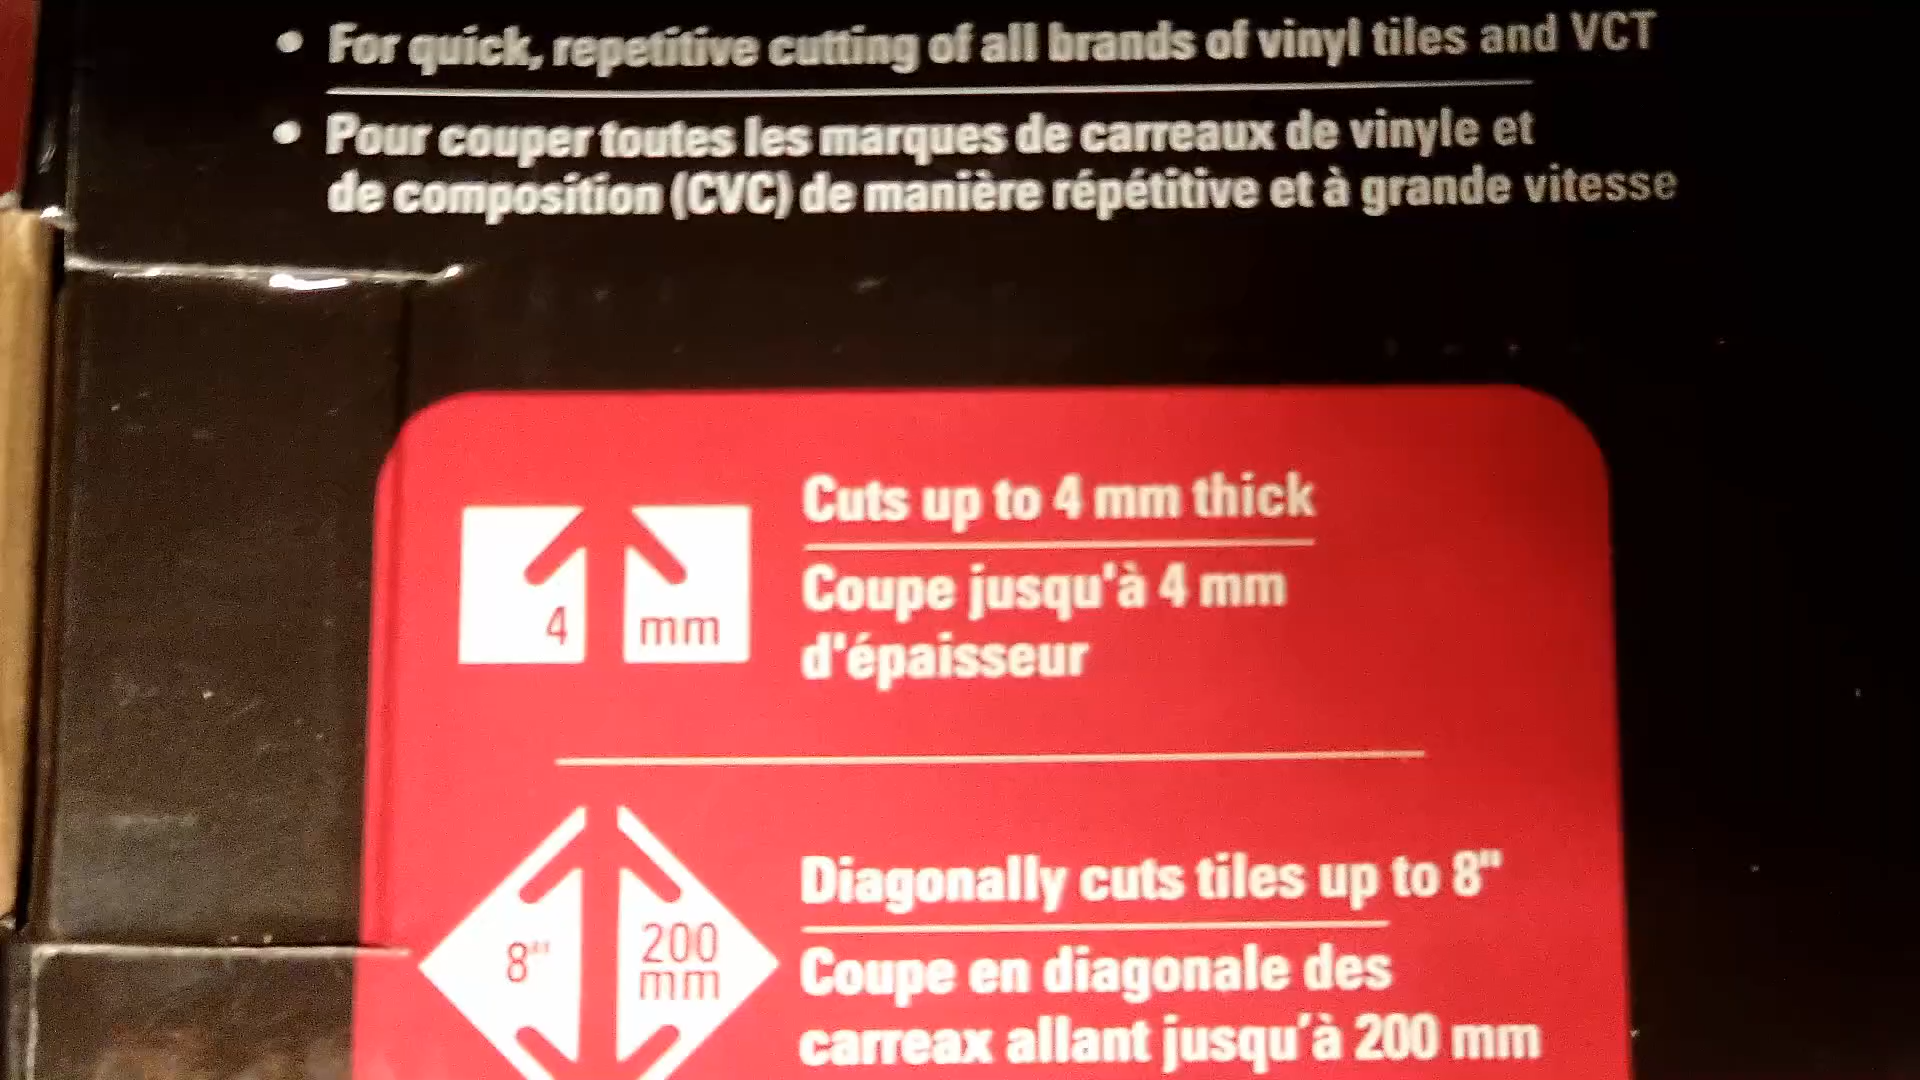 • For quick, repetitive cutting of all brands of vinyl tiles and VCT
• Pour couper toutes les marques de carreaux de vinyle et
de composition (CVC) de manière répétitive et à grande vitesse
4 mm
Cuts up to 4 mm thick
Coupe jusqu'à 4 mm
d'épaisseur
8"
200
mm
Diagonally cuts tiles up to 8"
Coupe en diagonale des
carreax allant jusqu'à 200 mm